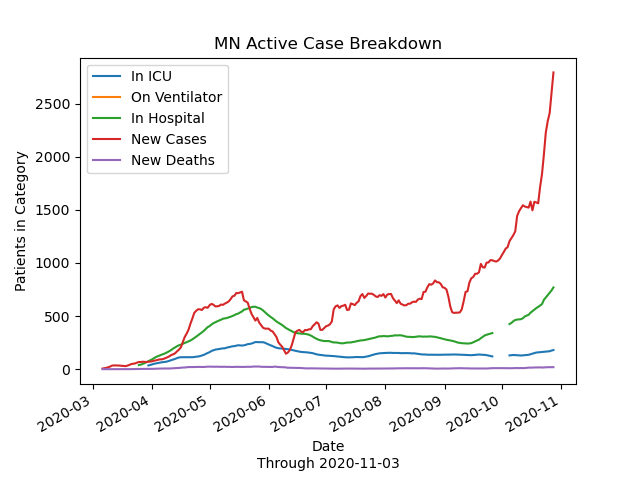 MN Active Case Breakdown
In ICU
On Ventilator
In Hospital
New Cases
New Deaths
Patients in Category
2500
2000
1500
1000
500
0
2020-03
2020-04
2020-05
2020-06
2020-07
2020-08
2020-09
2020-10
2020-11
Date
Through 2020-11-03